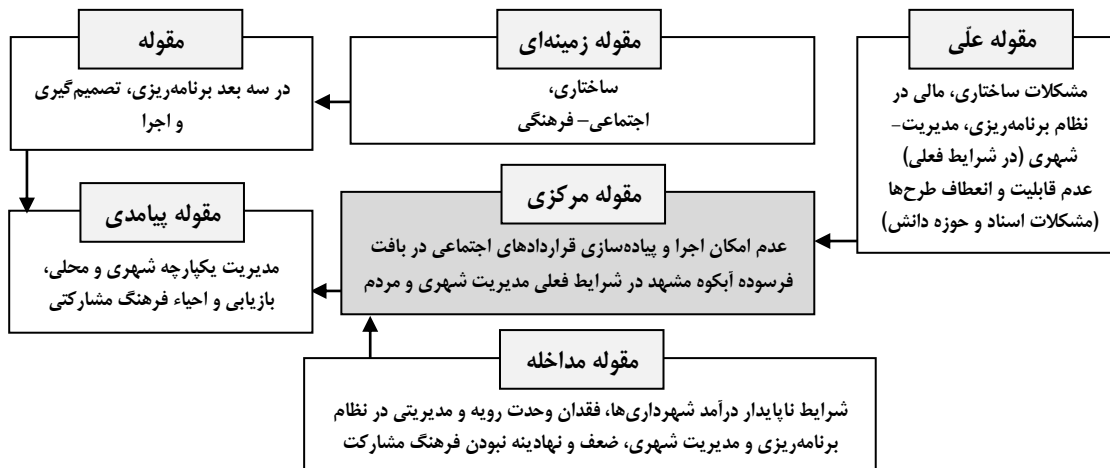 مقوله علّی
مشکلات ساختاری، مالی در
نظام برنامه‌ریزی، مدیریت-
شهری (در شرایط فعلی)
عدم قابلیت و انعطاف طرح‌ها
(مشکلات اسناد و حوزه دانش)
مقوله زمینه‌ای
ساختاری،
اجتماعی- فرهنگی
مقوله
در سه بعد برنامه‌ریزی، تصمیم‌گیری
و اجرا
مقوله مرکزی
عدم امکان اجرا و پیاده‌سازی قراردادهای اجتماعی در بافت
فرسوده آبکوه مشهد در شرایط فعلی مدیریت شهری و مردم
مقوله پیامدی
مدیریت یکپارچه شهری و محلی،
بازیابی و احیاء فرهنگ مشارکتی
مقوله مداخله
شرایط ناپایدار درآمد شهرداری‌ها، فقدان وحدت رویه و مدیریتی در نظام
برنامه‌ریزی و مدیریت شهری، ضعف و نهادینه نبودن فرهنگ مشارکت